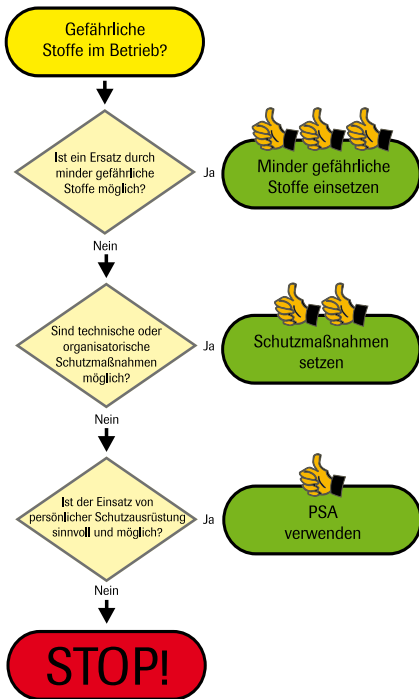 Gefährliche
Stoffe im Betrieb?
Ist ein Ersatz durch
minder gefährliche
Stoffe möglich?
Ja
Minder gefährliche
Stoffe einsetzen
Nein
Sind technische oder
organisatorische
Schutzmaßnahmen
möglich?
Ja
Schutzmaßnahmen
setzen
Nein
Ist der Einsatz von
persönlicher Schutzausrüstung
sinnvoll und möglich?
Ja
PSA
verwenden
Nein
STOP!